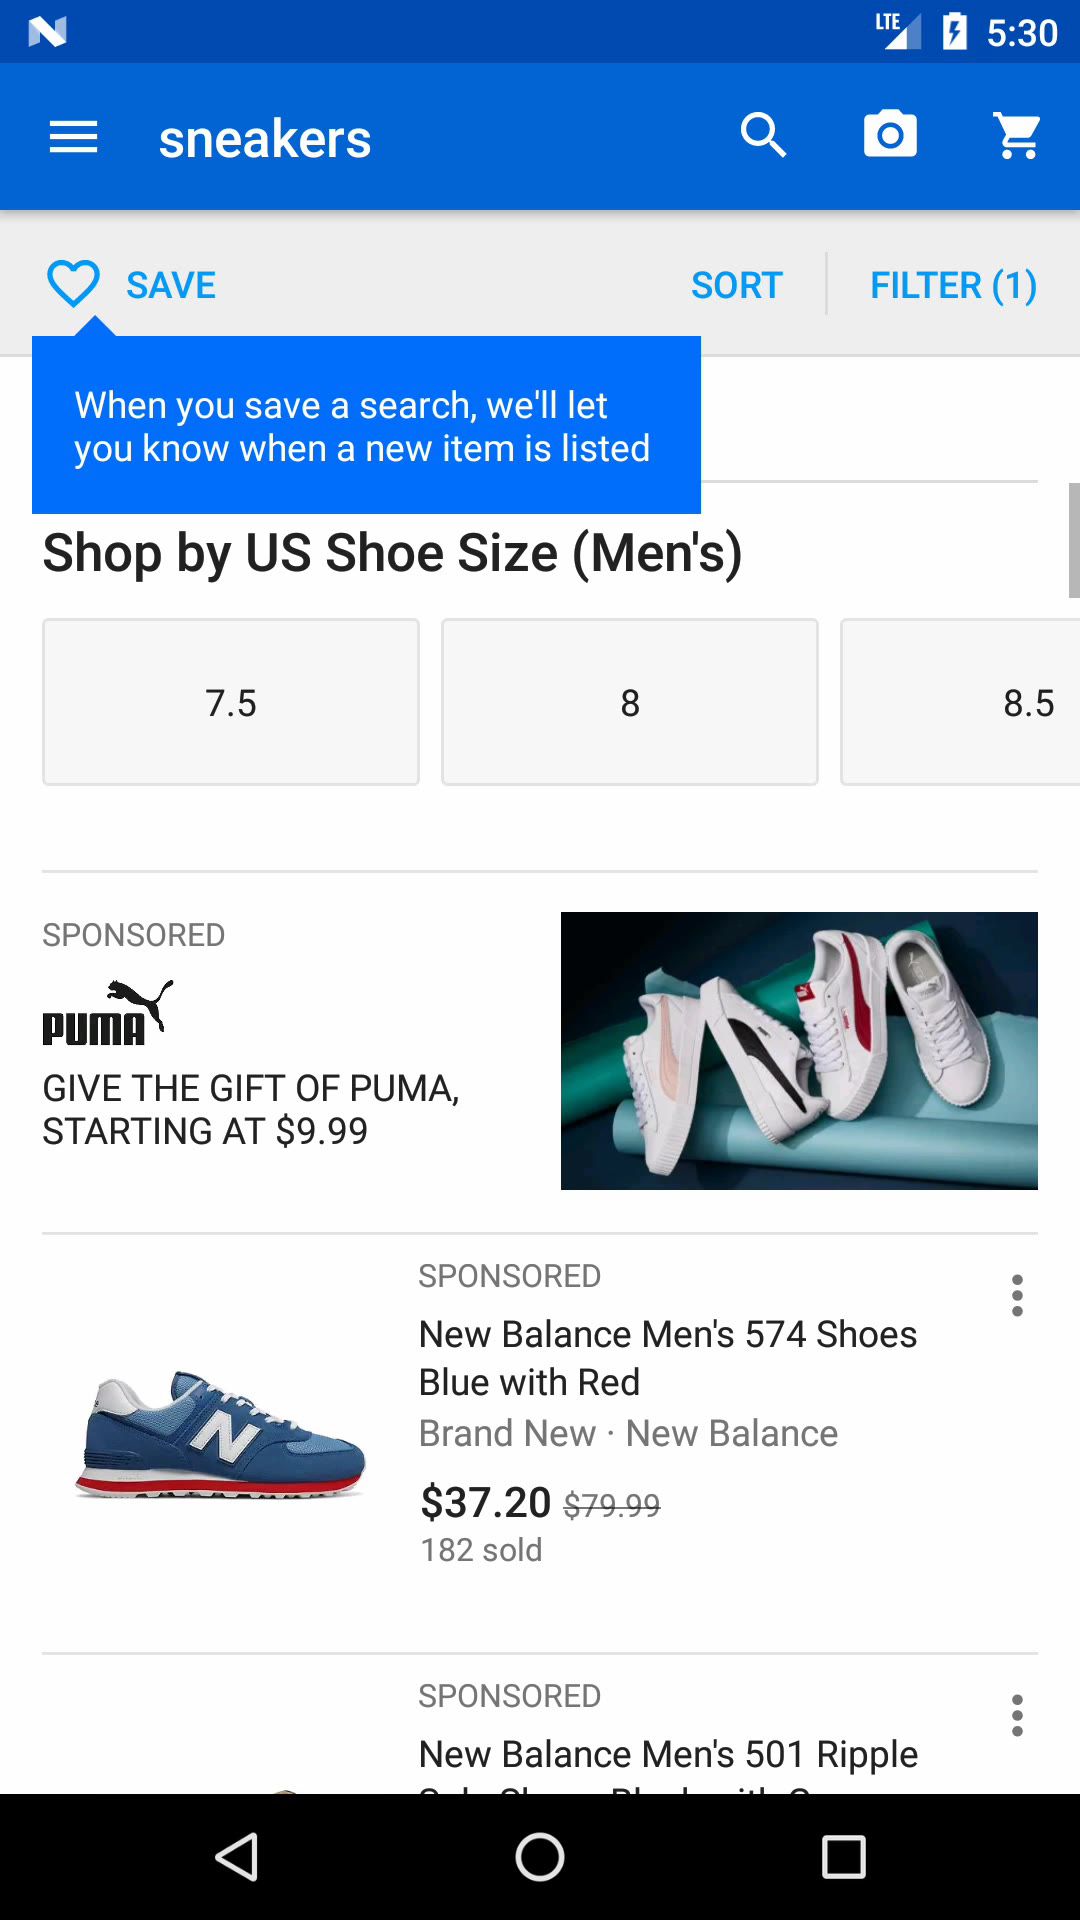 LTE 5:30
sneakers
SAVE
SORT
FILTER (1)
When you save a search, we'll let
you know when a new item is listed
Shop by US Shoe Size (Men's)
7.5
8
8.5
SPONSORED
PUMA
GIVE THE GIFT OF PUMA,
STARTING AT $9.99
SPONSORED
New Balance Men's 574 Shoes
Blue with Red
Brand New · New Balance
$37.20 $79.99
182 sold
SPONSORED
New Balance Men's 501 Ripple